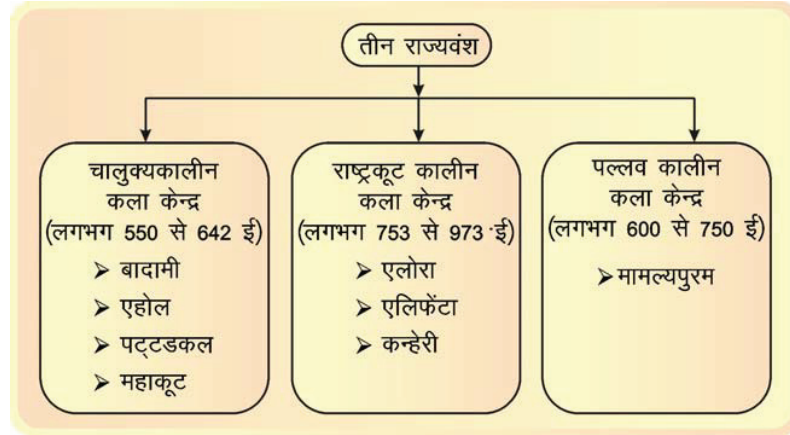 तीन राज्यवंश
चालुक्यकालीन
कला केन्द्र
(लगभग 550 से 642 ई)
➢ बादामी
➢ एहोल
➢ पट्टडकल
➢ महाकूट
राष्ट्रकूट कालीन
कला केन्द्र
(लगभग 753 से 973 ई)
➢ एलोरा
➢ एलिफेंटा
➢ कन्हेरी
पल्लव कालीन
कला केन्द्र
(लगभग 600 से 750 ई)
➢ मामल्यपुरम